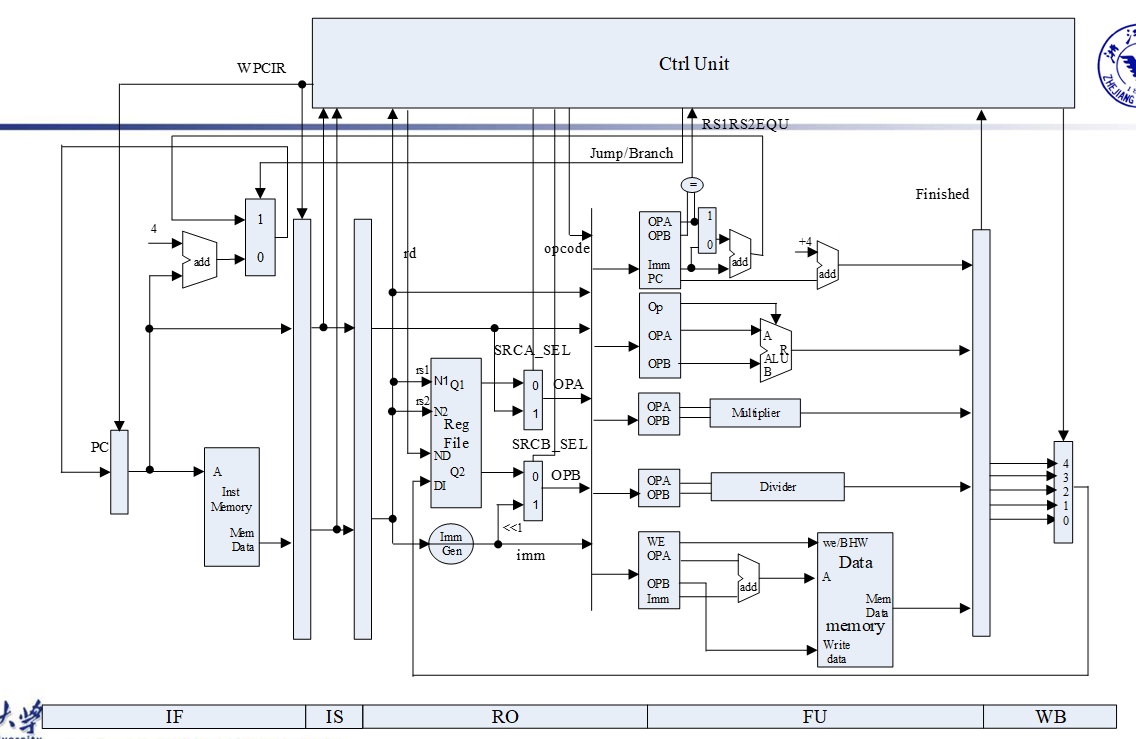 Ctrl Unit
WPCIR
RS1RS2EQU
Jump/Branch
ZHEJIANG
=
Finished
1
0
4
add
rd
opcode
OPA
OPB
Imm
PC
1
0
add
+4
add
Op
OPA
OPB
A
R
ALU
B
SRCA_SEL
rs1
rs2
N1
Q1
N2
Reg
File
ND
Q2
DI
0
1
OPA
SRCB_SEL
0
1
OPB
<<1
Imm
Gen
imm
OPA
OPB
Multiplier
OPA
OPB
Divider
PC
A
Inst
Memory
Mem
Data
WE
OPA
OPB
Imm
add
we/BHW
Data
A
Mem
Data
memory
Write
data
4
3
2
1
0
大学
IF
IS
RO
FU
WB